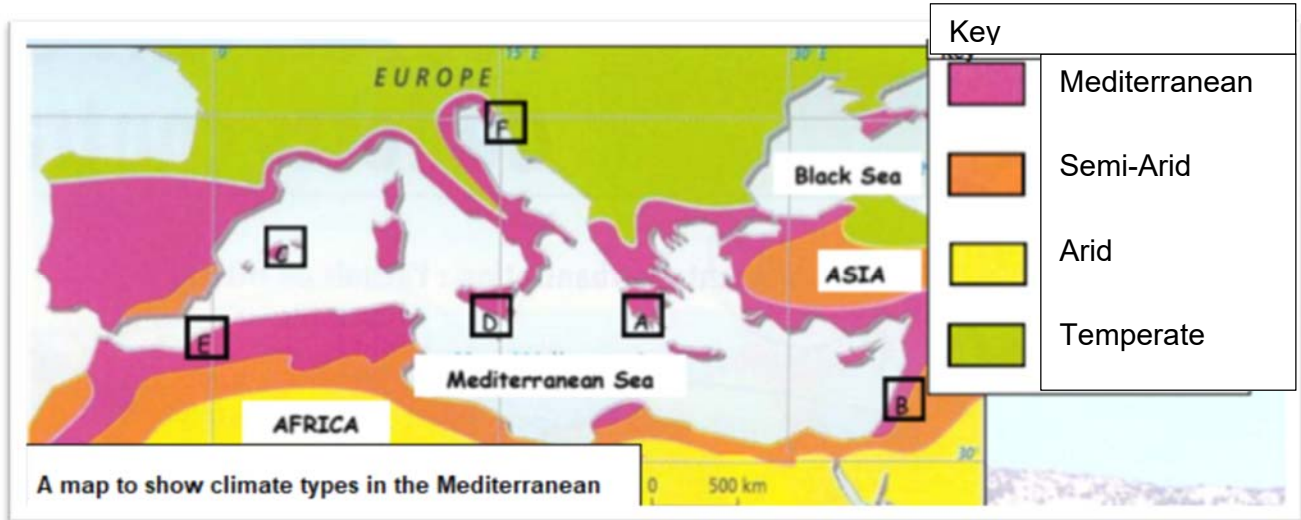 Key
Mediterranean
Semi-Arid
Arid
Temperate
0°
15°E
30°E
EUROPE
F
Black Sea
C
ASIA
D
A
E
Mediterranean Sea
B
AFRICA
30°
A map to show climate types in the Mediterranean
0 500 km